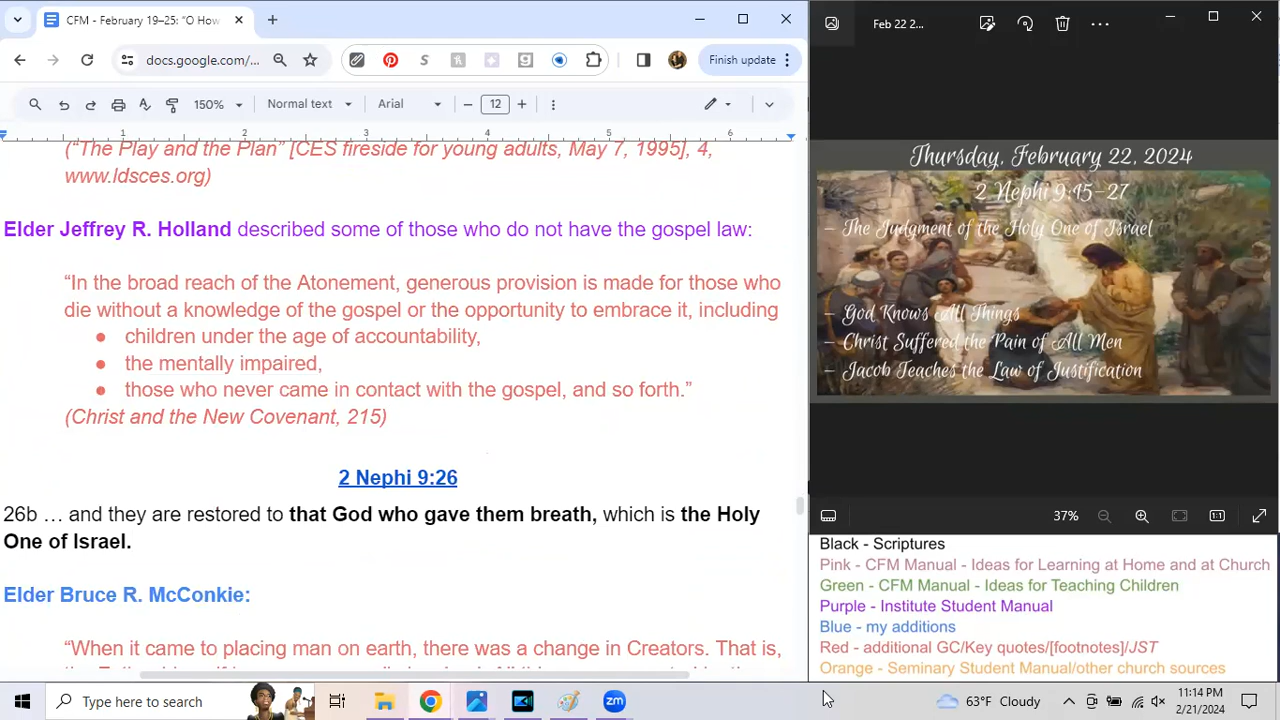 CFM - February 19–25: "O How
docs.google.com/...
Finish update
150%
Normal text
Arial
12
1 2 3 4 5 6
("The Play and the Plan" [CES fireside for young adults, May 7, 1995], 4,
www.ldsces.org)
Elder Jeffrey R. Holland described some of those who do not have the gospel law:
“In the broad reach of the Atonement, generous provision is made for those who
die without a knowledge of the gospel or the opportunity to embrace it, including
● children under the age of accountability,
● the mentally impaired,
● those who never came in contact with the gospel, and so forth.”
(Christ and the New Covenant, 215)
2 Nephi 9:26
26b … and they are restored to that God who gave them breath, which is the Holy
One of Israel.
Elder Bruce R. McConkie:
“When it came to placing man on earth, there was a change in Creators. That is,
Feb 22 2...
Thursday, February 22, 2024
2 Nephi 9:15–27
– The Judgment of the Holy One of Israel
– God Knows All Things
– Christ Suffered the Pain of All Men
– Jacob Teaches the Law of Justification
37%
1:1
Black - Scriptures
Pink - CFM Manual - Ideas for Learning at Home and at Church
Green - CFM Manual - Ideas for Teaching Children
Purple - Institute Student Manual
Blue - my additions
Red - additional GC/Key quotes/[footnotes]/JST
Orange - Seminary Student Manual/other church sources
Type here to search
zm
63°F Cloudy
11:14 PM
2/21/2024